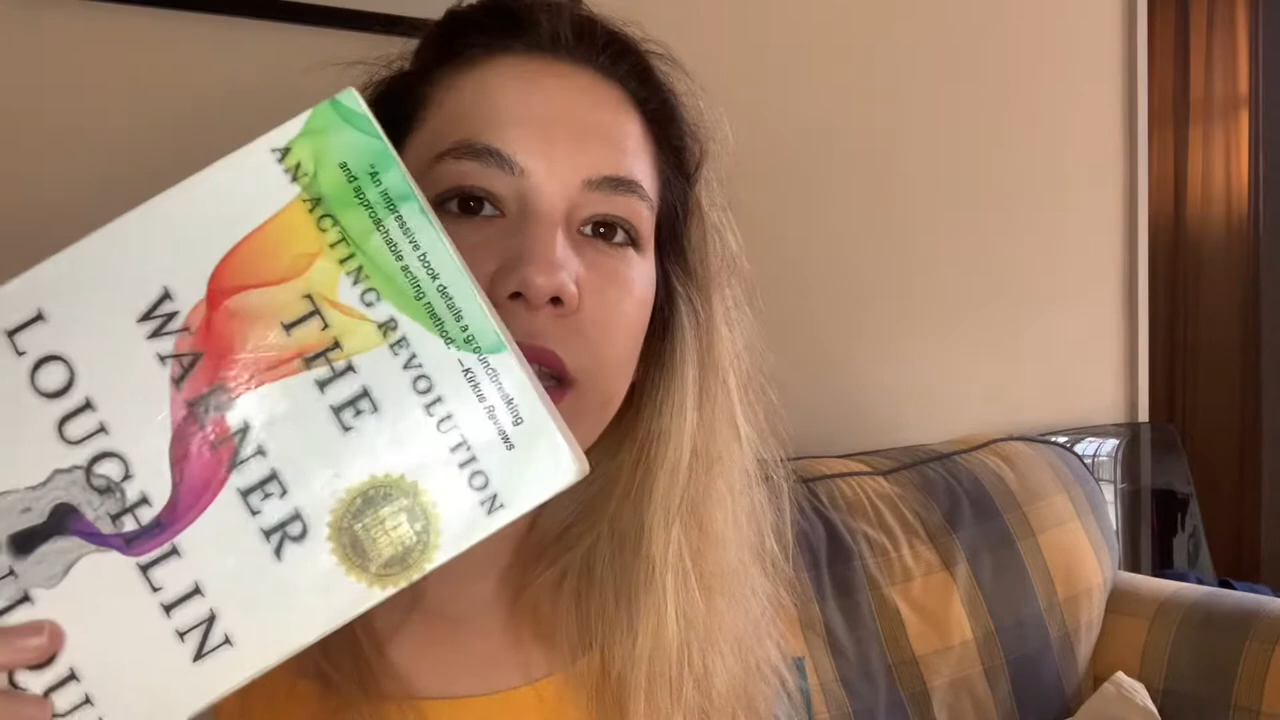 "An impressive book details a groundbreaking
and approachable acting method." —Kirkus Reviews
AN ACTING REVOLUTION
THE
WARNER
LOUGHLIN